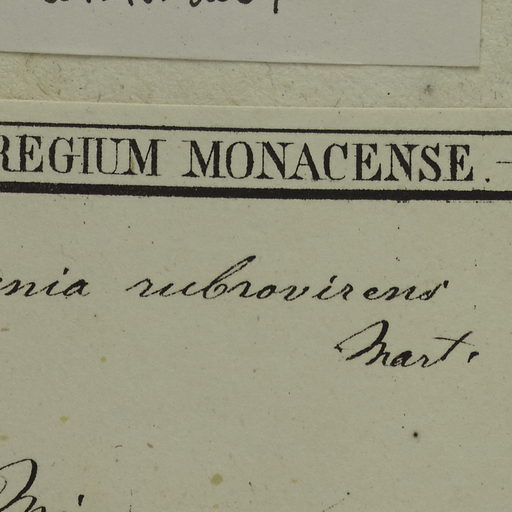 REGIUM MONACENSE.
nia rubrovirens
Mart.